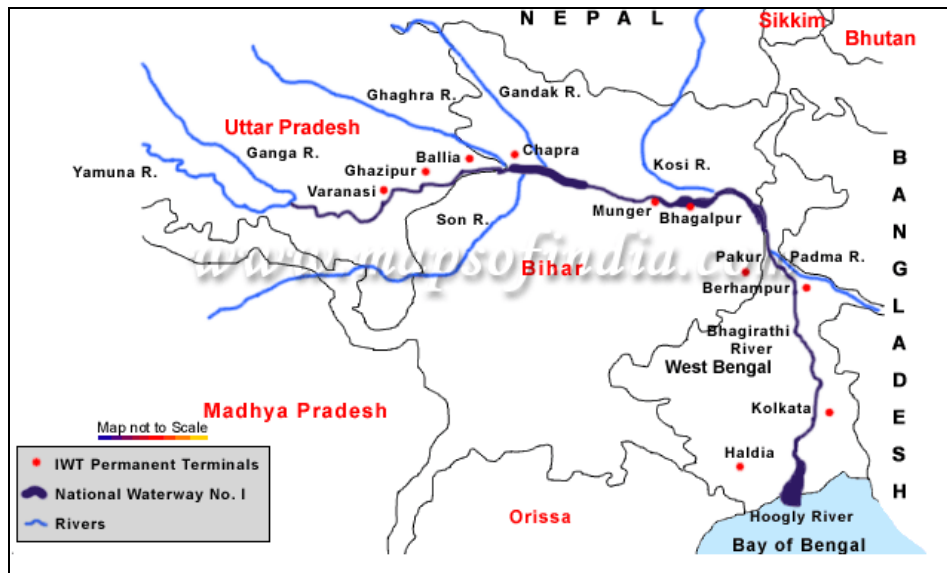 N E P A L
Sikkim
Bhutan
Ghaghra R.
Gandak R.
Uttar Pradesh
Ganga R.
Ballia
Chapra
Yamuna R.
Ghazipur
Kosi R.
Varanasi
Son R.
Munger
Bhagalpur
www.mapsofindia.co
Bihar
Pakur
Padma R.
Berhampur
BANGLADESH
Bhagirathi
River
West Bengal
Madhya Pradesh
Kolkata
Map not to Scale
IWT Permanent Terminals
National Waterway No. I
Rivers
Haldia
Orissa
Hoogly River
Bay of Bengal